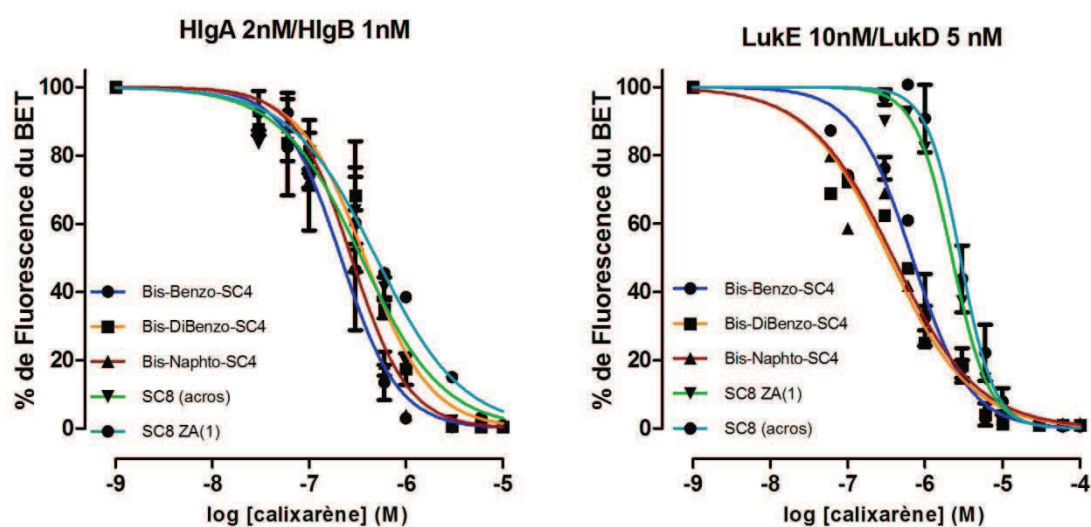 HlgA 2nM/HlgB 1nM
% de Fluorescence du BET
100
80
60
40
20
0
Bis-Benzo-SC4
Bis-DiBenzo-SC4
Bis-Naphto-SC4
SC8 (acros)
SC8 ZA(1)
-9 -8 -7 -6 -5
log [calixarène] (M)
LukE 10nM/LukD 5 nM
% de Fluorescence du BET
100
80
60
40
20
0
Bis-Benzo-SC4
Bis-DiBenzo-SC4
Bis-Naphto-SC4
SC8 ZA(1)
SC8 (acros)
-9 -8 -7 -6 -5 -4
log [calixarène] (M)